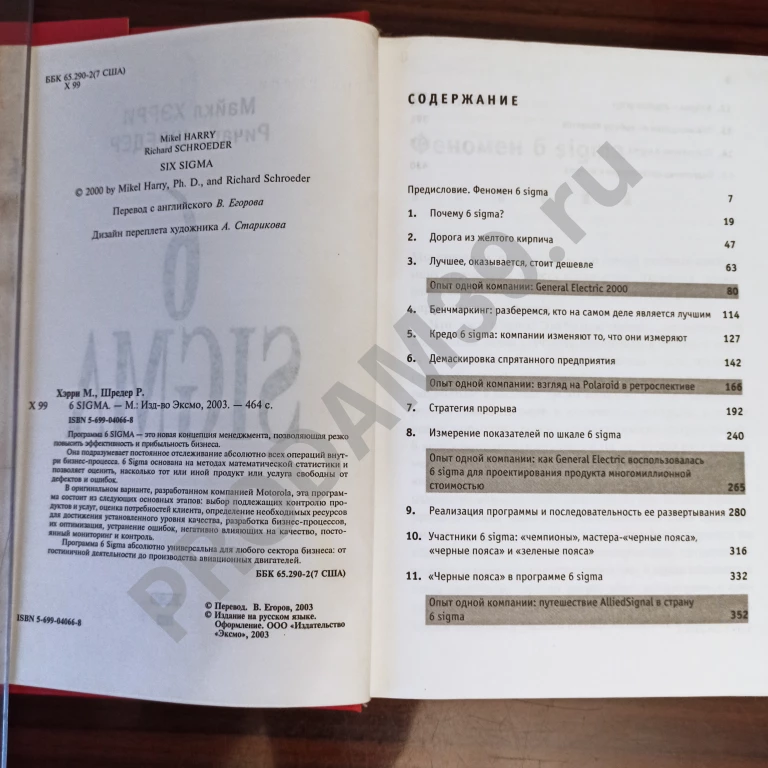 ББК 65.290-2(7 США)
Х 99
Mikel HARRY
Richard SCHROEDER
SIX SIGMA
© 2000 by Mikel Harry, Ph. D., and Richard Schroeder
Перевод с английского В. Егорова
Дизайн переплета художника А. Старикова
Хэрри М., Шредер Р.
Х 99 6 SIGMA. — М.: Изд-во Эксмо, 2003. — 464 с.
ISBN 5-699-04066-8
Программа 6 SIGMA — это новая концепция менеджмента, позволяющая резко
повысить эффективность и прибыльность бизнеса.
Она подразумевает постоянное отслеживание абсолютно всех операций внут-
ри бизнес-процесса. 6 Sigma основана на методах математической статистики и
позволяет оценить, насколько тот или иной продукт или услуга свободны от
дефектов и ошибок.
В оригинальном варианте, разработанном компанией Motorola, эта програм-
ма состоит из следующих основных этапов: выбор подлежащих контролю про-
дуктов и услуг, оценка потребностей клиента, определение необходимых ресурсов
для достижения установленного уровня качества, разработка бизнес-процессов,
их оптимизация, устранение ошибок, негативно влияющих на качество, посто-
янный мониторинг и контроль.
Программа 6 Sigma абсолютно универсальна для любого сектора бизнеса: от
гостиничной деятельности до производства авиационных двигателей.
ББК 65.290-2(7 США)
© Перевод. В. Егоров, 2003
© Издание на русском языке.
Оформление. ООО «Издательство
«Эксмо», 2003
ISBN 5-699-04066-8
СОДЕРЖАНИЕ
Предисловие. Феномен 6 sigma 7
1. Почему 6 sigma? 19
2. Дорога из желтого кирпича 47
3. Лучшее, оказывается, стоит дешевле 63
Опыт одной компании: General Electric 2000 80
4. Бенчмаркинг: разберемся, кто на самом деле является лучшим 114
5. Кредо 6 sigma: компании изменяют то, что они измеряют 127
6. Демаскировка спрятанного предприятия 142
Опыт одной компании: взгляд на Polaroid в ретроспективе 166
7. Стратегия прорыва 192
8. Измерение показателей по шкале 6 sigma 240
Опыт одной компании: как General Electric воспользовалась
6 sigma для проектирования продукта многомиллионной
стоимостью 265
9. Реализация программы и последовательность ее развертывания 280
10. Участники 6 sigma: «чемпионы», мастера-«черные пояса»,
«черные пояса» и «зеленые пояса» 316
11. «Черные пояса» в программе 6 sigma 332
Опыт одной компании: путешествие AlliedSignal в страну
6 sigma 352